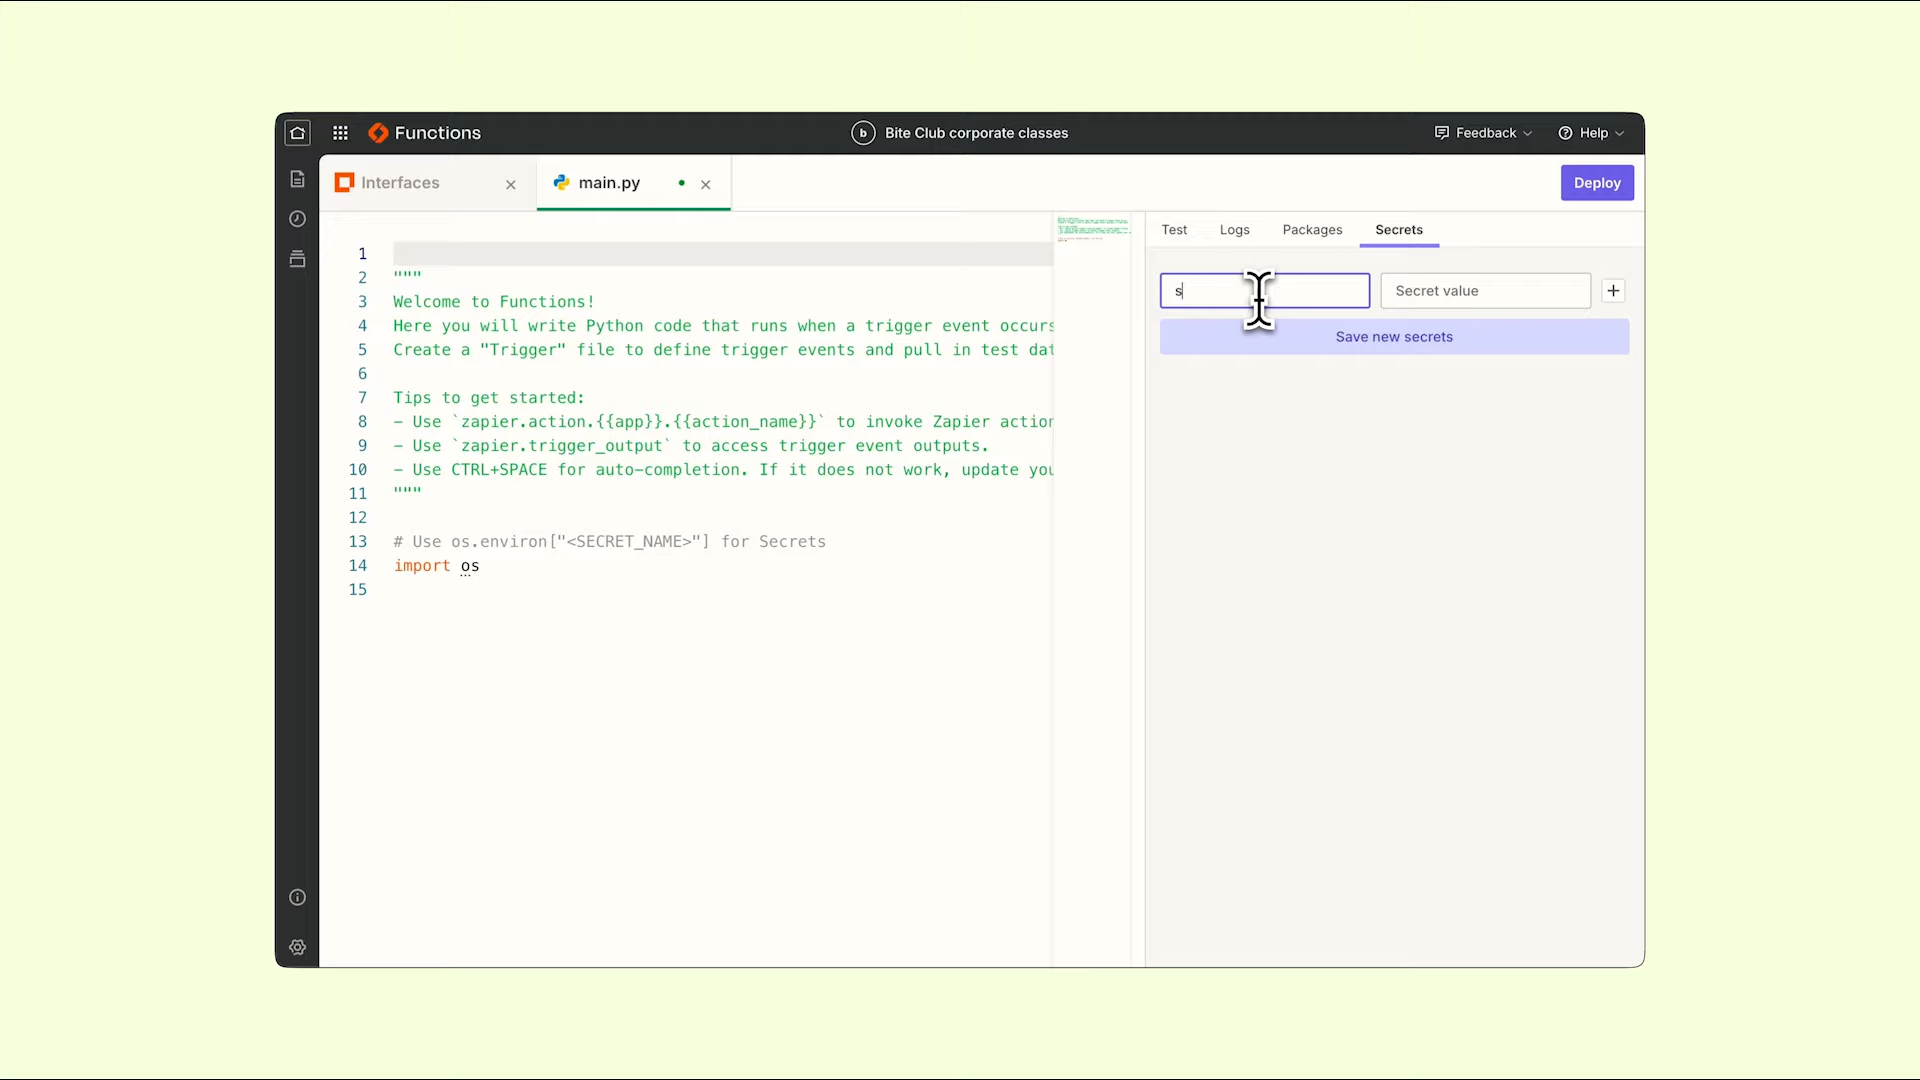 Functions
b Bite Club corporate classes
Feedback
Help
Interfaces
main.py
Deploy
Test
Logs
Packages
Secrets
1
2 """
3 Welcome to Functions!
4 Here you will write Python code that runs when a trigger event occurs
5 Create a "Trigger" file to define trigger events and pull in test dat
6
7 Tips to get started:
8 - Use `zapier.action.{{app}}.{{action_name}}` to invoke Zapier action
9 - Use `zapier.trigger_output` to access trigger event outputs.
10 - Use CTRL+SPACE for auto-completion. If it does not work, update you
11 """
12
13 # Use os.environ["<SECRET_NAME>"] for Secrets
14 import os
15
s
Secret value
Save new secrets